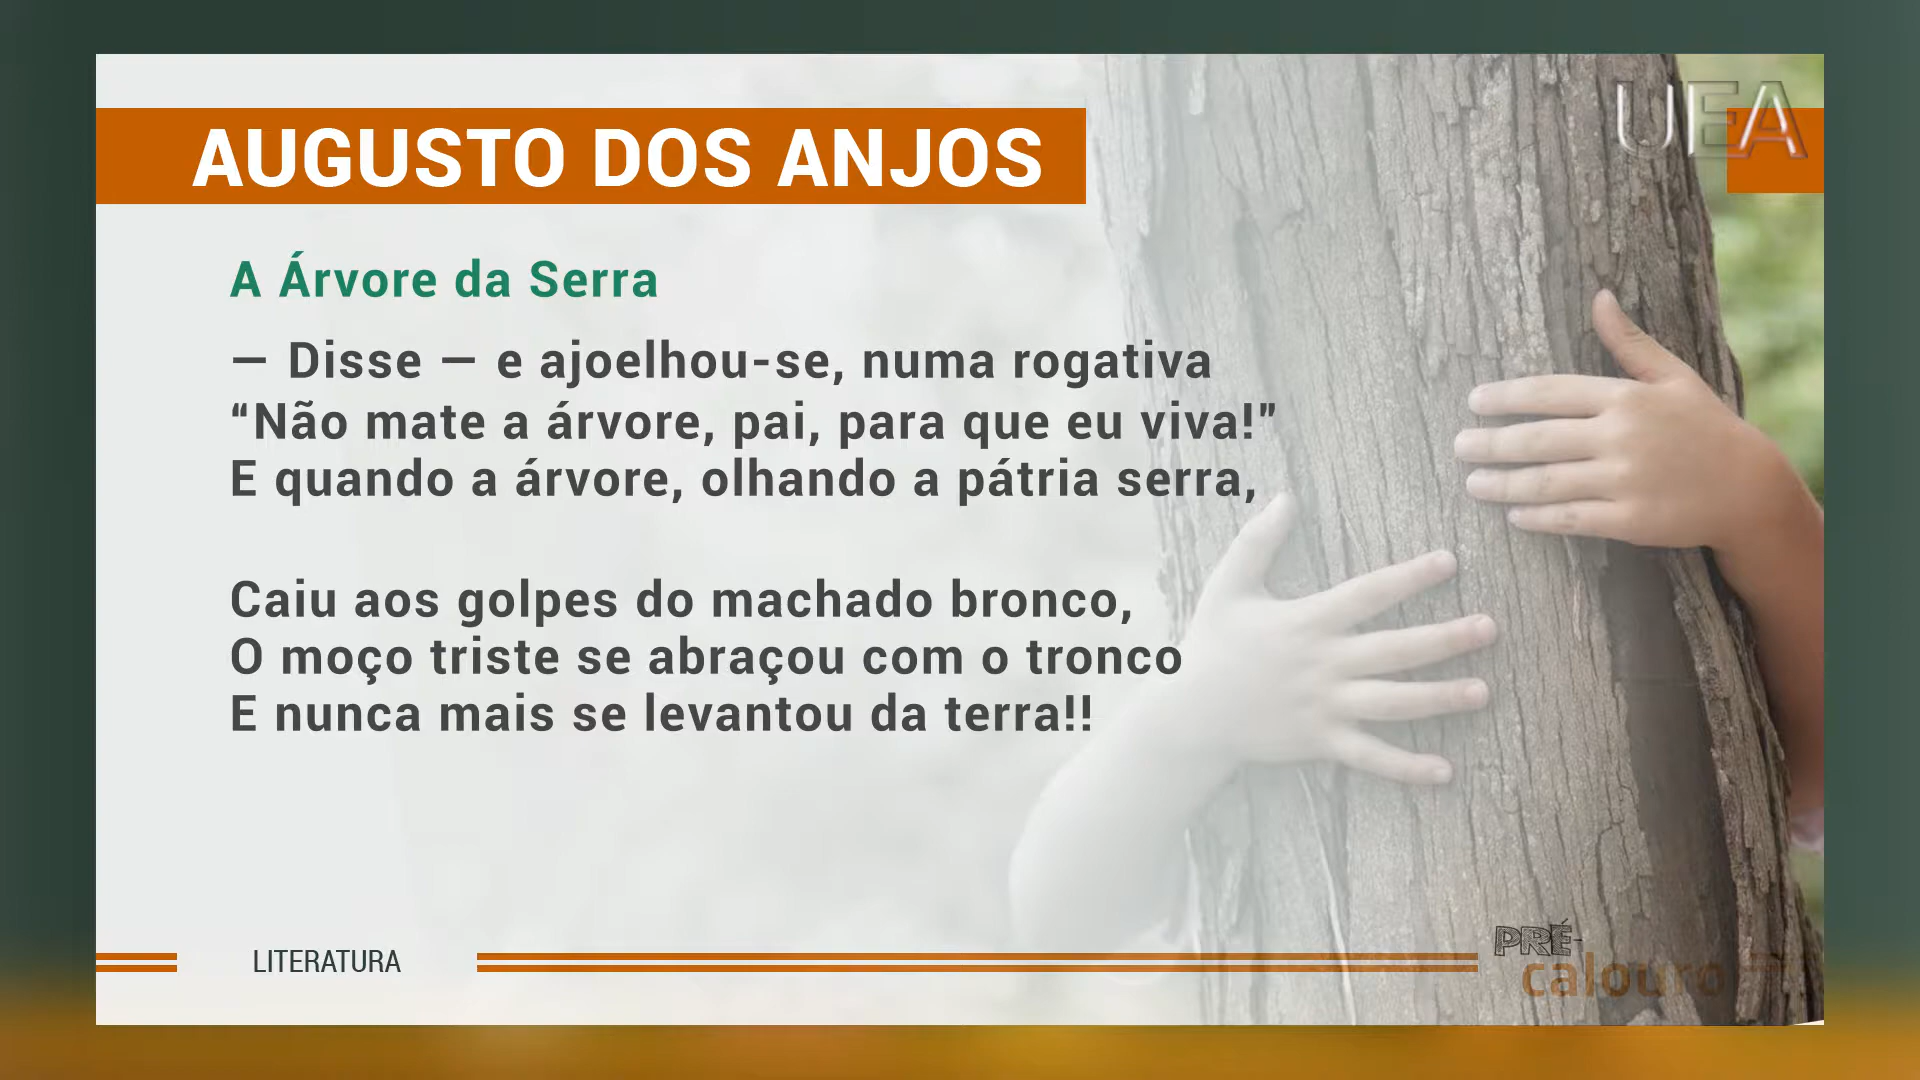 UEA
AUGUSTO DOS ANJOS
A Árvore da Serra
— Disse — e ajoelhou-se, numa rogativa
“Não mate a árvore, pai, para que eu viva!”
E quando a árvore, olhando a pátria serra,
Caiu aos golpes do machado bronco,
O moço triste se abraçou com o tronco
E nunca mais se levantou da terra!!
LITERATURA
PRÉ-
calouro